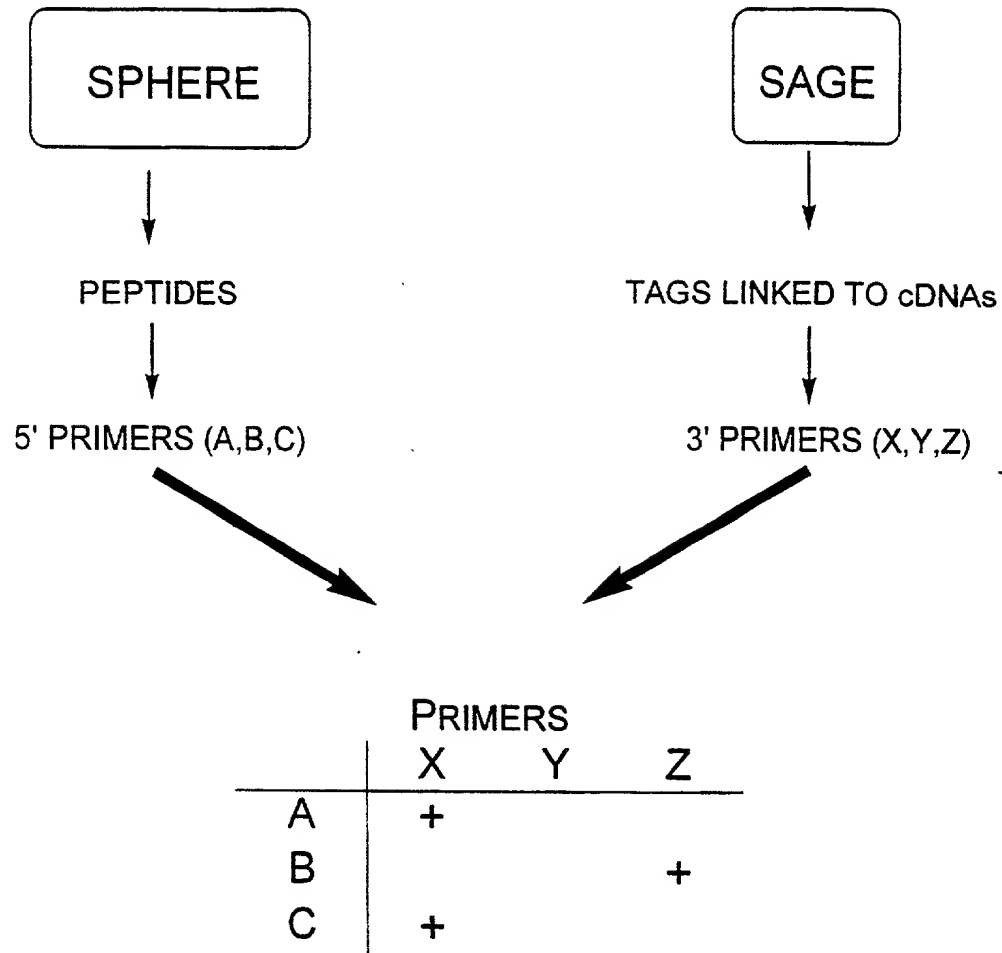 SPHERE
SAGE
PEPTIDES
TAGS LINKED TO cDNAs
5' PRIMERS (A,B,C)
3' PRIMERS (X,Y,Z)
PRIMERS
X Y Z
A +
B +
C +